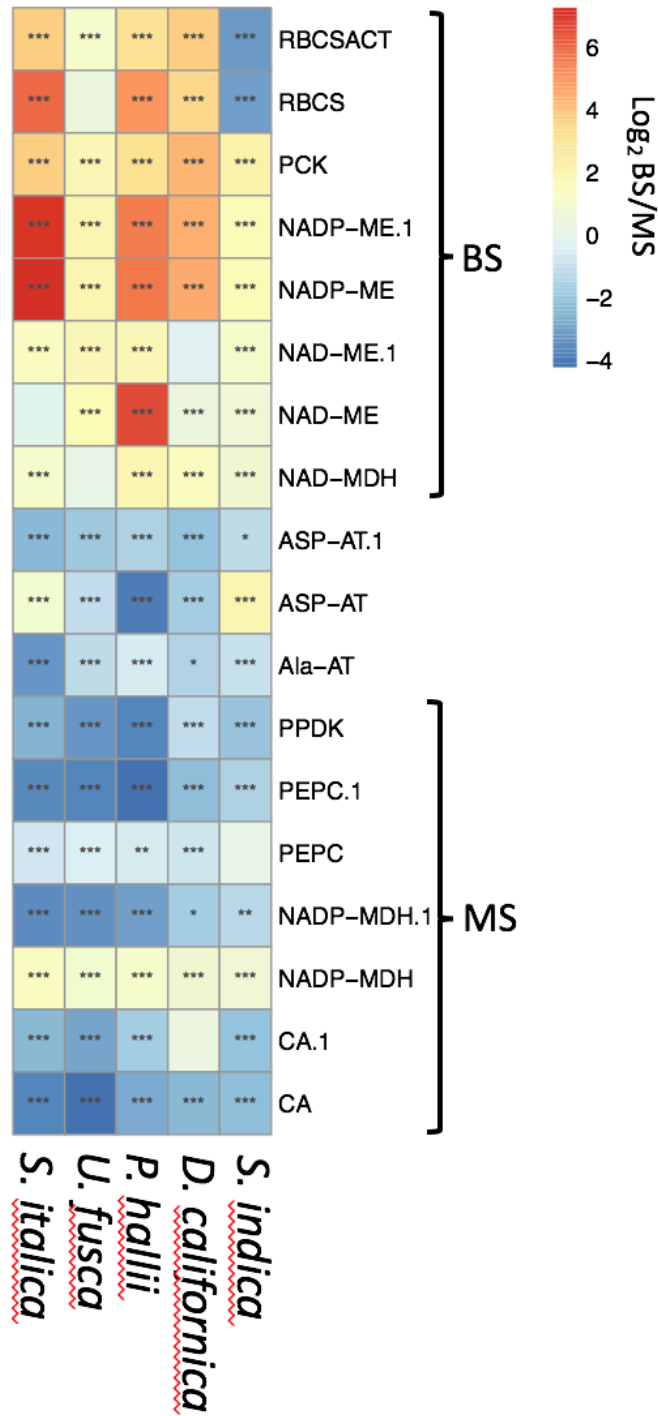 *** *** *** *** *** RBCSACT
*** *** *** *** RBCS
*** *** *** *** *** PCK
*** *** *** *** *** NADP-ME.1
*** *** *** *** *** NADP-ME
*** *** *** *** NAD-ME.1
*** *** *** *** NAD-ME
*** *** *** *** NAD-MDH
*** *** *** *** * ASP-AT.1
*** *** *** *** *** ASP-AT
*** *** *** * *** Ala-AT
*** *** *** *** *** PPDK
*** *** *** *** *** PEPC.1
*** *** ** *** PEPC
*** *** *** * ** NADP-MDH.1
*** *** *** *** *** NADP-MDH
*** *** *** *** CA.1
*** *** *** *** *** CA
BS
MS
6
4
2
0
−2
−4
Log2 BS/MS
S. italica
U. fusca
P. hallii
D. californica
S. indica